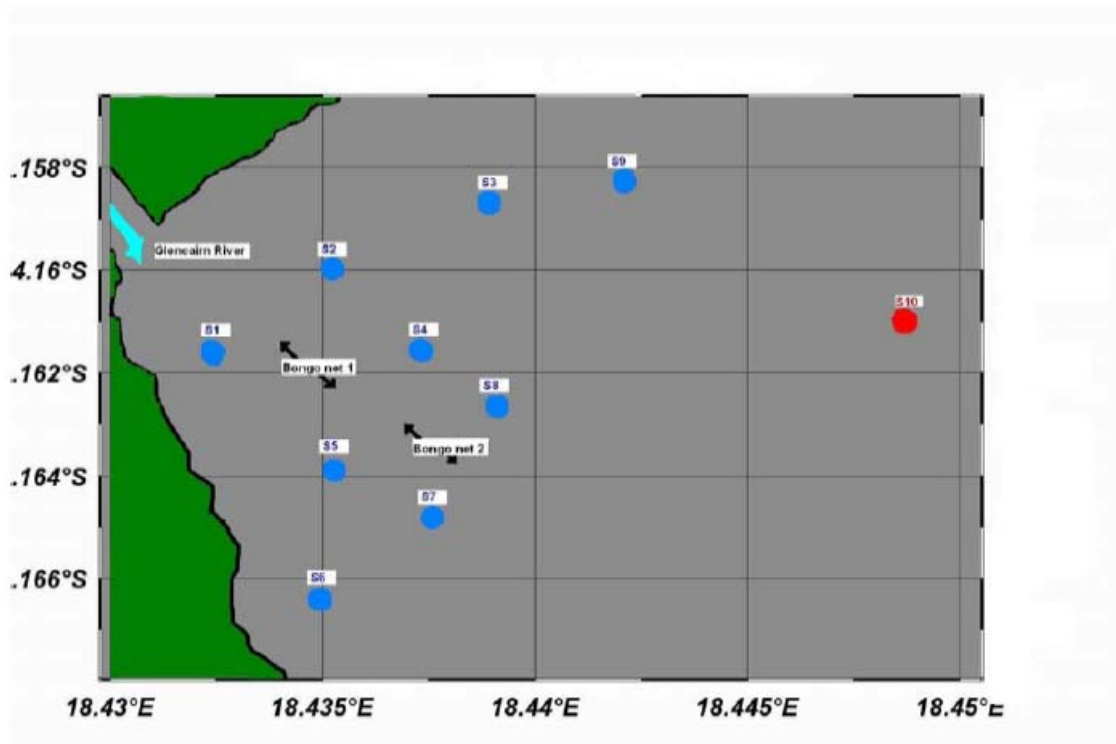 S9
.158°S
S3
Glencairn River
S2
4.16°S
S10
S1
S4
.162°S
Bongo net 1
S8
S5
Bongo net 2
.164°S
S7
.166°S
S6
18.43°E
18.435°E
18.44°E
18.445°E
18.45°E